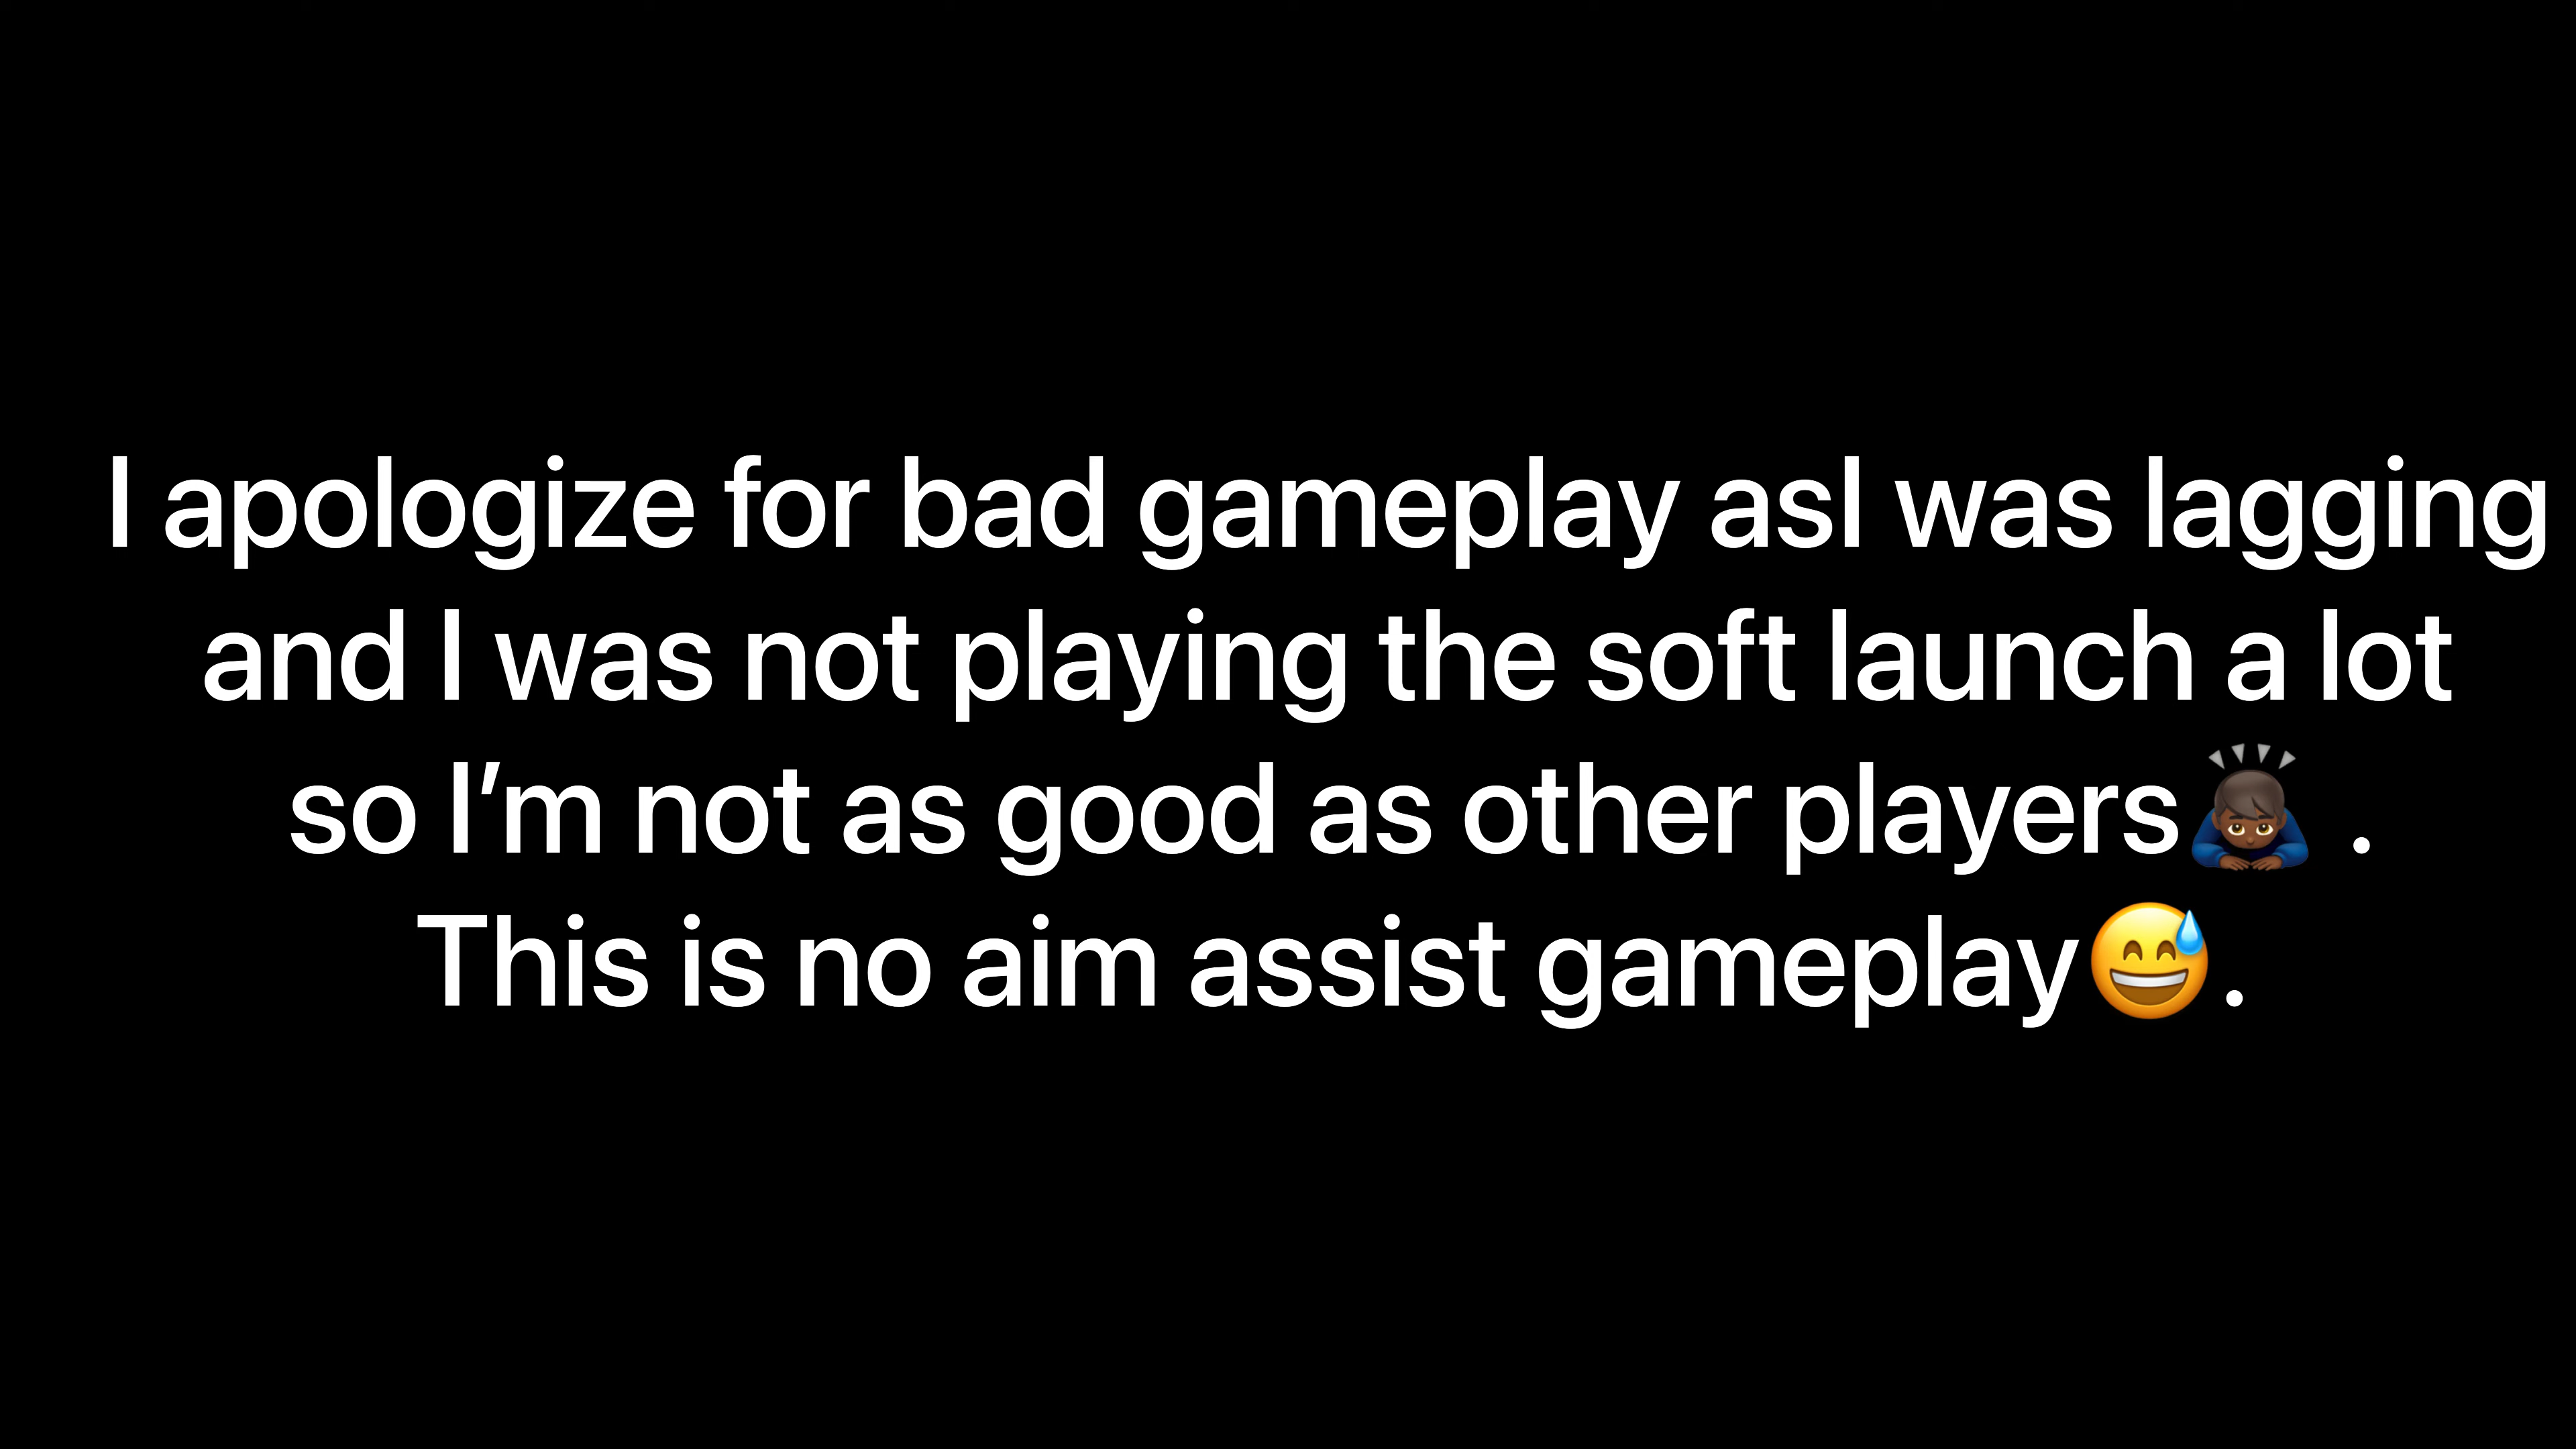 I apologize for bad gameplay asI was lagging
and I was not playing the soft launch a lot
so I’m not as good as other players🙇🏾‍♂️ .
This is no aim assist gameplay😅.